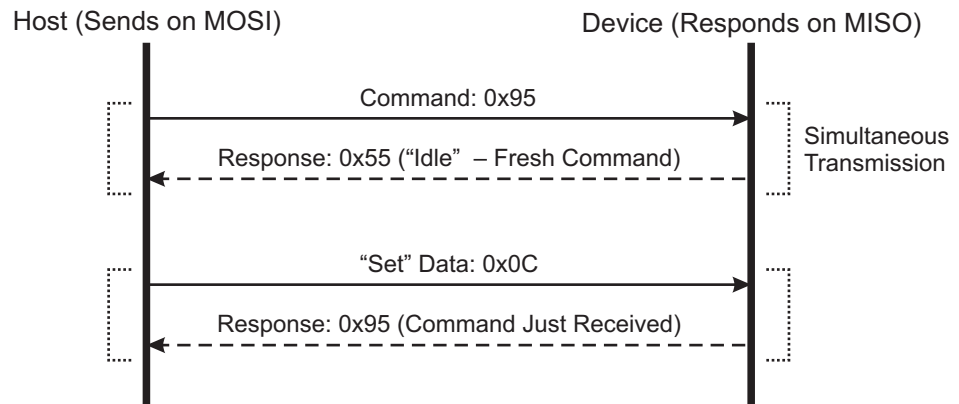 Host (Sends on MOSI)
Device (Responds on MISO)
Command: 0x95
Response: 0x55 (“Idle” – Fresh Command)
Simultaneous
Transmission
“Set” Data: 0x0C
Response: 0x95 (Command Just Received)